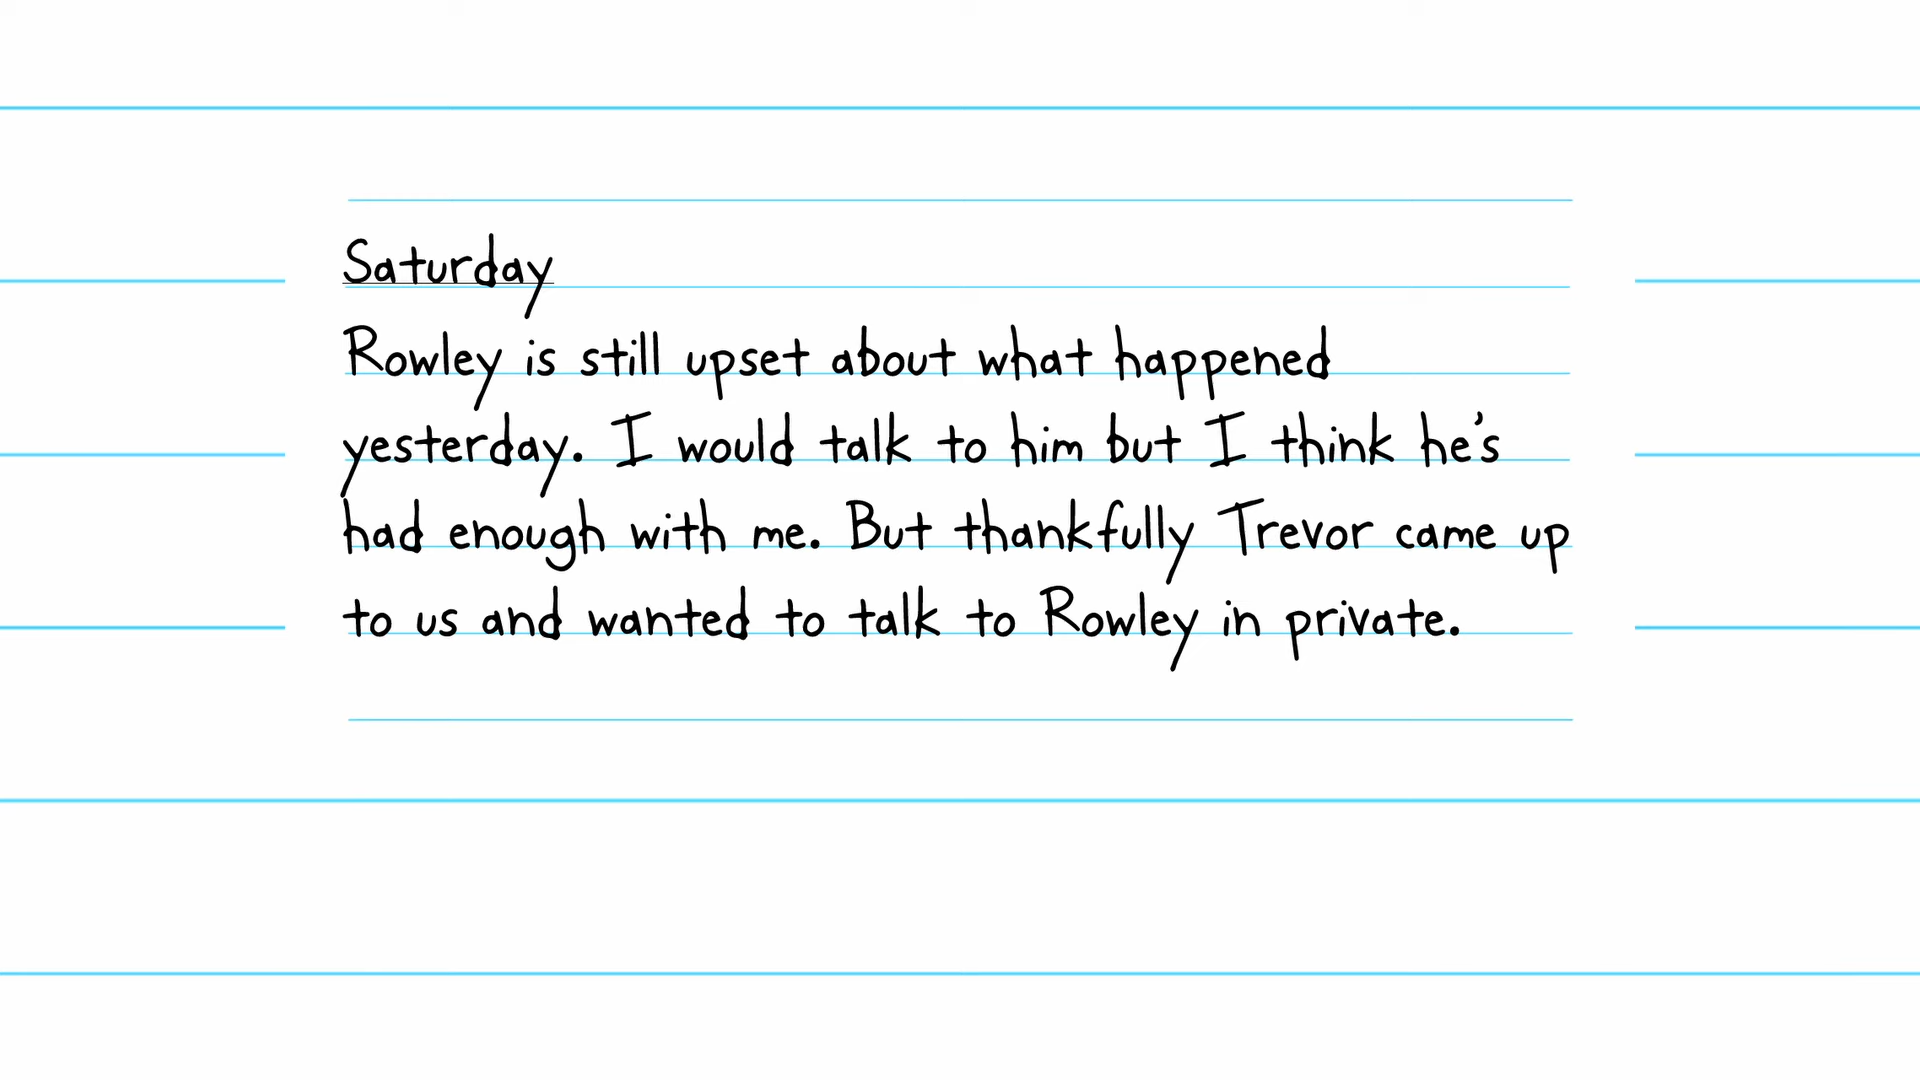 Saturday
Rowley is still upset about what happened
yesterday. I would talk to him but I think he's
had enough with me. But thankfully Trevor came up
to us and wanted to talk to Rowley in private.